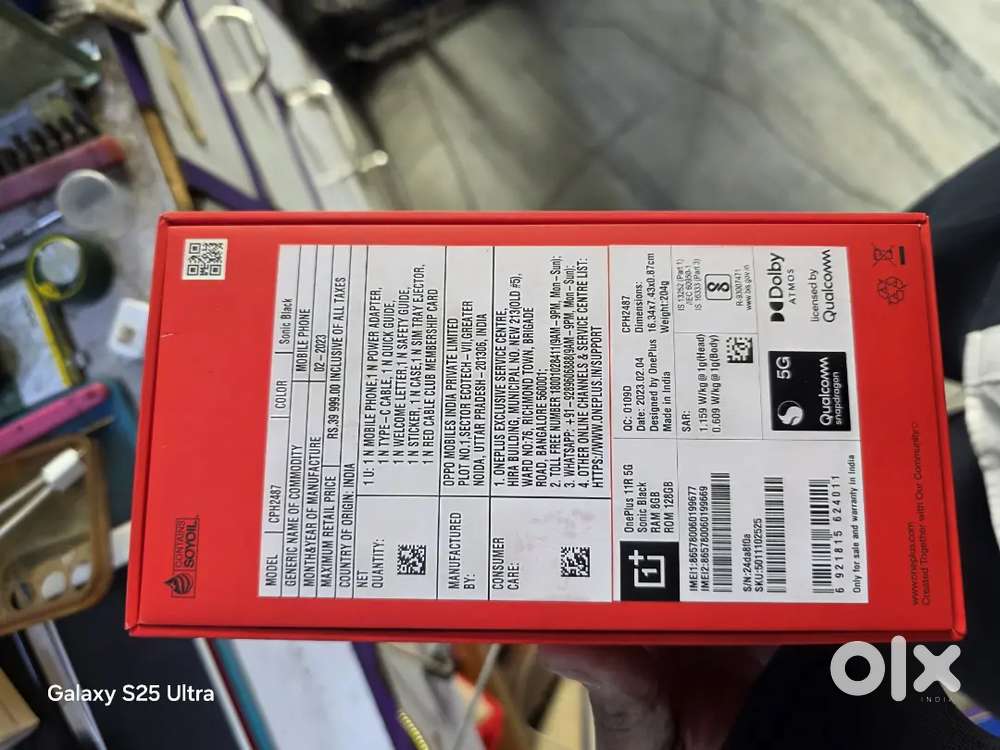 CONTAINS
SOYOIL
MODEL CPH2487 COLOR Sonic Black
GENERIC NAME OF COMMODITY MOBILE PHONE
MONTH&YEAR OF MANUFACTURE 02-2023
MAXIMUM RETAIL PRICE RS.39 999.00 INCLUSIVE OF ALL TAXES
COUNTRY OF ORIGIN: INDIA
NET
QUANTITY:
1 U: 1 N MOBILE PHONE,1 N POWER ADAPTER,
1 N TYPE-C CABLE, 1 N QUICK GUIDE,
1 N WELCOME LETTER,1 N SAFETY GUIDE,
1 N STICKER, 1 N CASE,1 N SIM TRAY EJECTOR,
1 N RED CABLE CLUB MEMBERSHIP CARD
MANUFACTURED
BY:
OPPO MOBILES INDIA PRIVATE LIMITED
PLOT NO.1,SECTOR ECOTECH-VII,GREATER
NOIDA, UTTAR PRADESH-201306, INDIA
CONSUMER
CARE:
1. ONEPLUS EXCLUSIVE SERVICE CENTRE,
HIRA BUILDING, MUNICIPAL NO. NEW 213(OLD #5),
WARD NO:76, RICHMOND TOWN, BRIGADE
ROAD, BANGALORE 560001;
2. TOLL FREE NUMBER 18001028411(9AM-9PM, Mon-Sun);
3. WHATSAPP: +91-9289606888(9AM-9PM, Mon-Sun);
4. OTHER ONLINE CHANNELS & SERVICE CENTRE LIST:
HTTPS://WWW.ONEPLUS.IN/SUPPORT
OnePlus 11R 5G
Sonic Black
RAM 8GB
ROM 128GB
IMEI1:865780060199677
IMEI2:865780060199669
S/N:24da8f0a
SKU:5011102525
6 921815 624011
Only for sale and warranty in India
OC: 0109D CPH2487
Date: 2023.02.04
Designed by OnePlus
Made in India
Dimensions:
16.34x7.43x0.87cm
Weight:204g
SAR:
1.159 W/kg@1g(Head)
0.609 W/kg@1g(Body)
IS 13252 (Part 1)
/IEC 60950-1
IS 16333 (Part 3)
R-93007471
www.bis.gov.in
5G
Qualcomm
snapdragon
Dolby
ATMOS
licensed by
Qualcomm
www.oneplus.com
Created Together with Our Community
Galaxy S25 Ultra
olx
INDIA